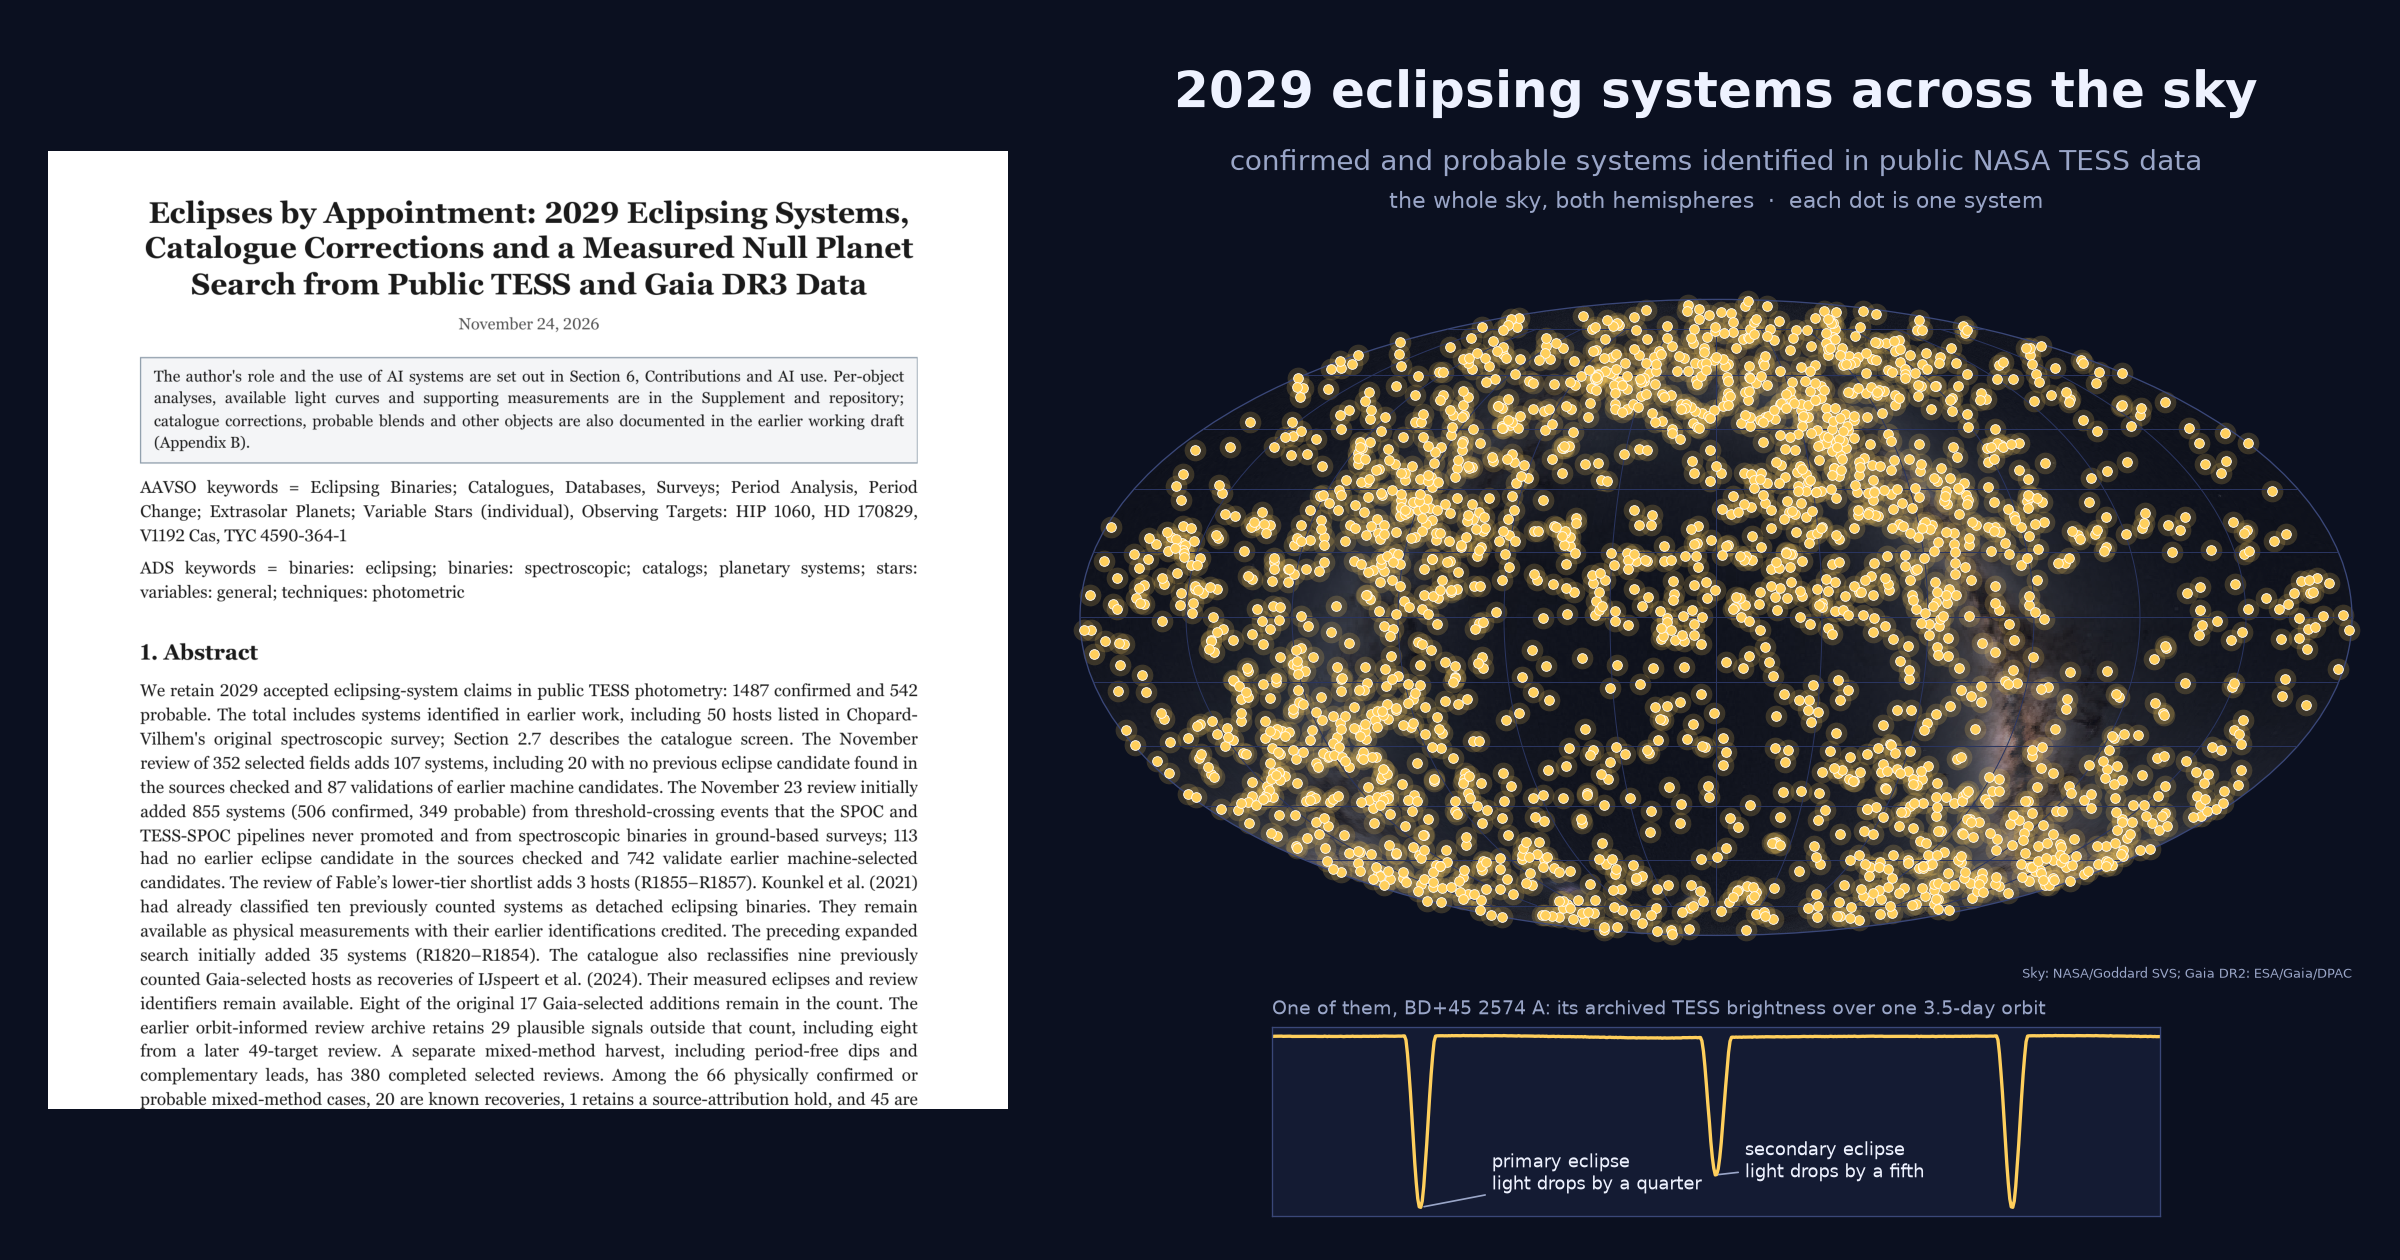 Eclipses by Appointment: 2029 Eclipsing Systems,
Catalogue Corrections and a Measured Null Planet
Search from Public TESS and Gaia DR3 Data
November 24, 2026
The author's role and the use of AI systems are set out in Section 6, Contributions and AI use. Per-object
analyses, available light curves and supporting measurements are in the Supplement and repository;
catalogue corrections, probable blends and other objects are also documented in the earlier working draft
(Appendix B).
AAVSO keywords = Eclipsing Binaries; Catalogues, Databases, Surveys; Period Analysis, Period
Change; Extrasolar Planets; Variable Stars (individual), Observing Targets: HIP 1060, HD 170829,
V1192 Cas, TYC 4590-364-1
ADS keywords = binaries: eclipsing; binaries: spectroscopic; catalogs; planetary systems; stars:
variables: general; techniques: photometric
1. Abstract
We retain 2029 accepted eclipsing-system claims in public TESS photometry: 1487 confirmed and 542
probable. The total includes systems identified in earlier work, including 50 hosts listed in Chopard-
Vilhem's original spectroscopic survey; Section 2.7 describes the catalogue screen. The November
review of 352 selected fields adds 107 systems, including 20 with no previous eclipse candidate found in
the sources checked and 87 validations of earlier machine candidates. The November 23 review initially
added 855 systems (506 confirmed, 349 probable) from threshold-crossing events that the SPOC and
TESS-SPOC pipelines never promoted and from spectroscopic binaries in ground-based surveys; 113
had no earlier eclipse candidate in the sources checked and 742 validate earlier machine-selected
candidates. The review of Fable’s lower-tier shortlist adds 3 hosts (R1855–R1857). Kounkel et al. (2021)
had already classified ten previously counted systems as detached eclipsing binaries. They remain
available as physical measurements with their earlier identifications credited. The preceding expanded
search initially added 35 systems (R1820–R1854). The catalogue also reclassifies nine previously
counted Gaia-selected hosts as recoveries of IJspeert et al. (2024). Their measured eclipses and review
identifiers remain available. Eight of the original 17 Gaia-selected additions remain in the count. The
earlier orbit-informed review archive retains 29 plausible signals outside that count, including eight
from a later 49-target review. A separate mixed-method harvest, including period-free dips and
complementary leads, has 380 completed selected reviews. Among the 66 physically confirmed or
probable mixed-method cases, 20 are known recoveries, 1 retains a source-attribution hold, and 45 are
2029 eclipsing systems across the sky
confirmed and probable systems identified in public NASA TESS data
the whole sky, both hemispheres · each dot is one system
Sky: NASA/Goddard SVS; Gaia DR2: ESA/Gaia/DPAC
One of them, BD+45 2574 A: its archived TESS brightness over one 3.5-day orbit
primary eclipse
light drops by a quarter
secondary eclipse
light drops by a fifth